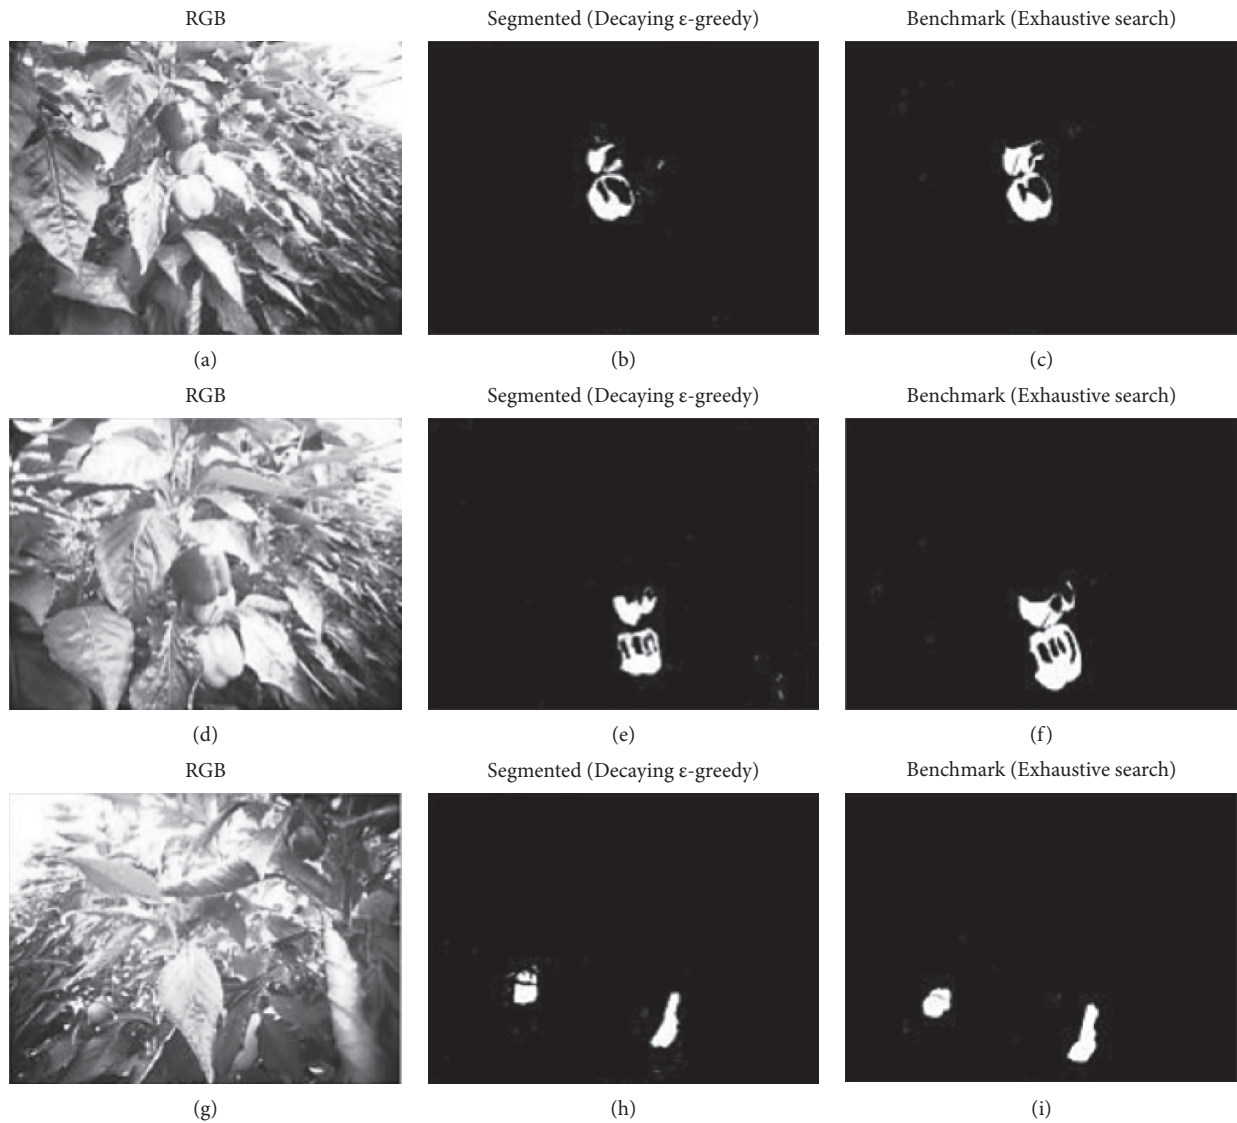 RGB
Segmented (Decaying ε-greedy)
Benchmark (Exhaustive search)
(a)
(b)
(c)
RGB
Segmented (Decaying ε-greedy)
Benchmark (Exhaustive search)
(d)
(e)
(f)
RGB
Segmented (Decaying ε-greedy)
Benchmark (Exhaustive search)
(g)
(h)
(i)